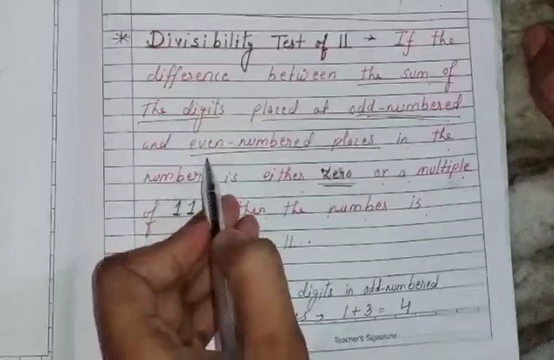 * Divisibility Test of 11 → If the
difference between the sum of
the digits placed at odd-numbered
and even-numbered places in the
number is either zero or a multiple
of 11 then the number is
11.
digits in odd-numbered
→ 1+3 = 4
Teacher's Signature